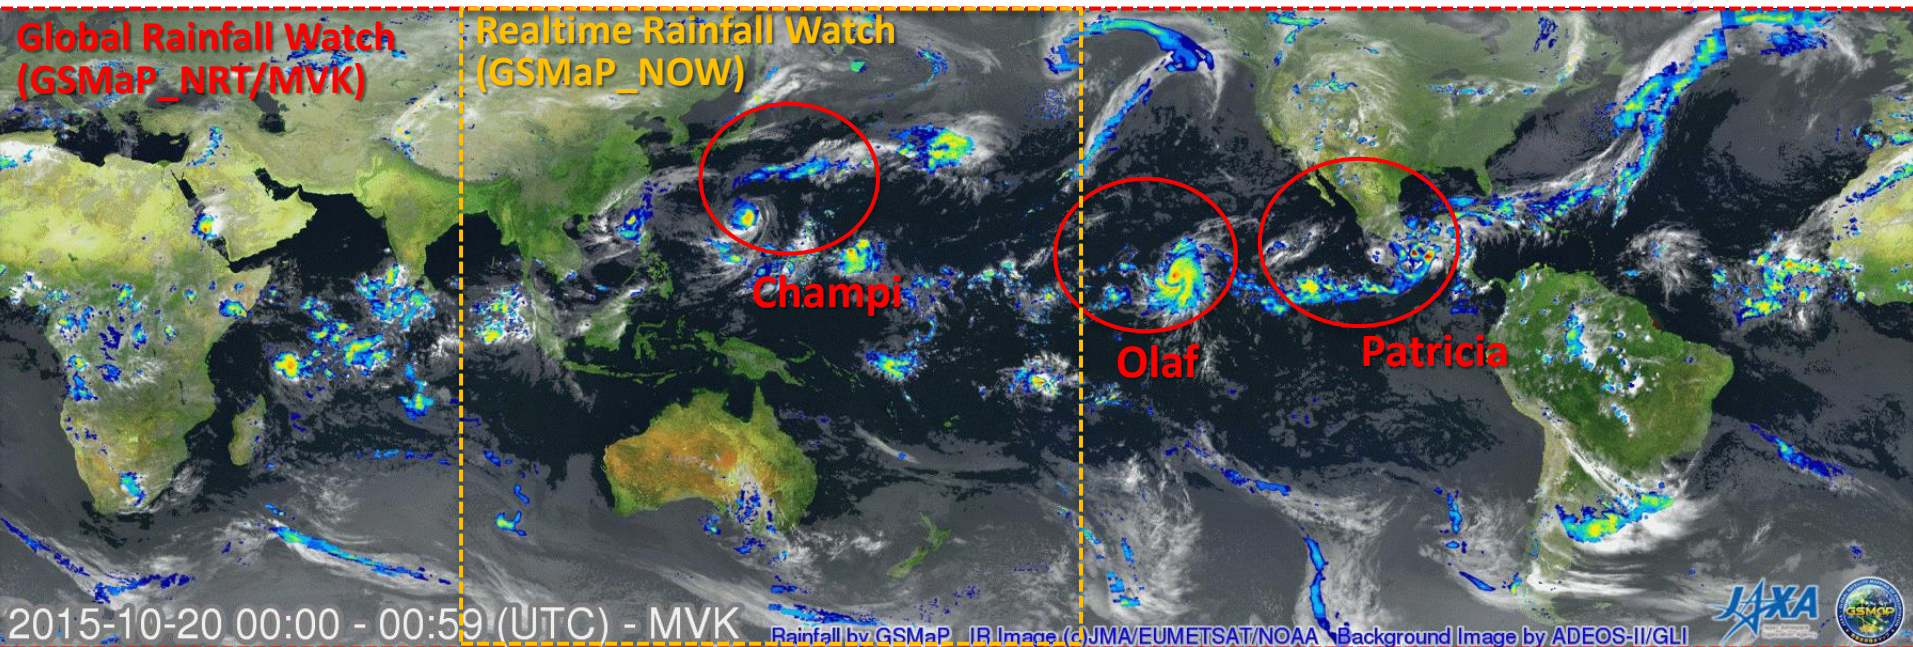 Global Rainfall Watch
(GSMaP_NRT/MVK)
Realtime Rainfall Watch
(GSMaP_NOW)
Champi
Olaf
Patricia
2015-10-20 00:00 - 00:59 (UTC) - MVK
Rainfall by GSMaP IR Image (c)JMA/EUMETSAT/NOAA Background Image by ADEOS-II/GLI
JAXA
GSMaP